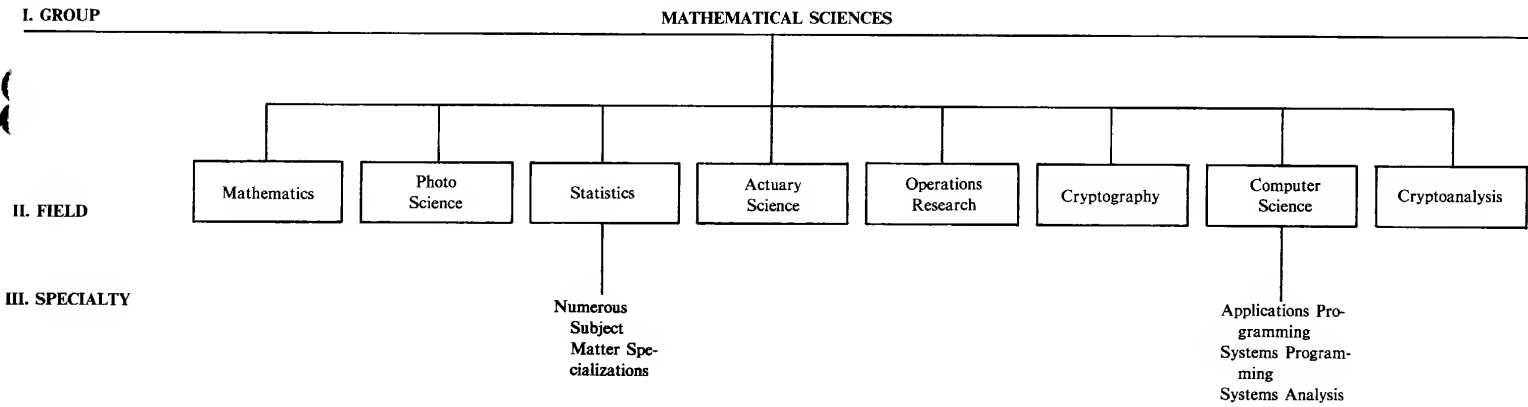 I. GROUP
MATHEMATICAL SCIENCES
II. FIELD
Mathematics
Photo
Science
Statistics
Actuary
Science
Operations
Research
Cryptography
Computer
Science
Cryptoanalysis
III. SPECIALTY
Numerous
Subject
Matter Spe-
cializations
Applications Pro-
gramming
Systems Program-
ming
Systems Analysis